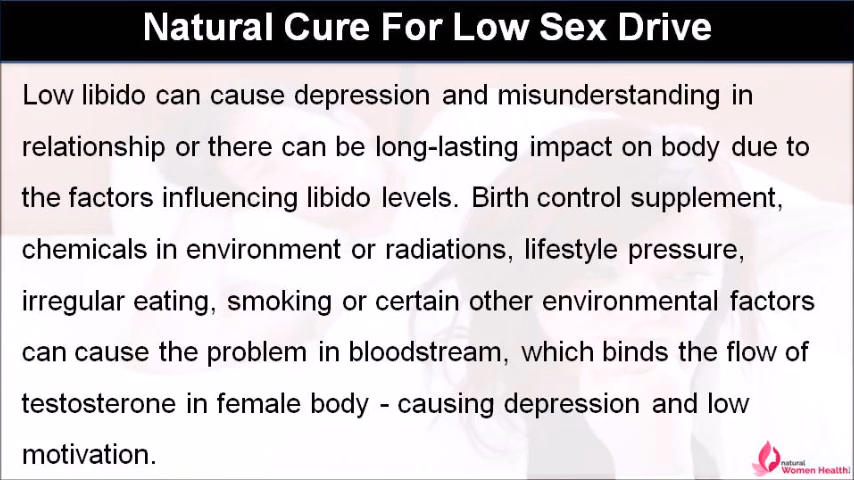 Natural Cure For Low Sex Drive
Low libido can cause depression and misunderstanding in
relationship or there can be long-lasting impact on body due to
the factors influencing libido levels. Birth control supplement,
chemicals in environment or radiations, lifestyle pressure,
irregular eating, smoking or certain other environmental factors
can cause the problem in bloodstream, which binds the flow of
testosterone in female body - causing depression and low
motivation.
natural
Women Health!